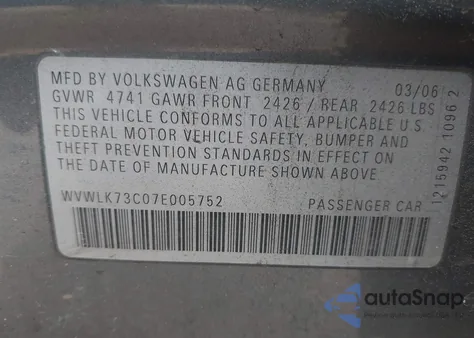 MFD BY VOLKSWAGEN AG GERMANY 03/06
GVWR 4741 GAWR FRONT 2426 / REAR 2426 LBS
THIS VEHICLE CONFORMS TO ALL APPLICABLE U.S.
FEDERAL MOTOR VEHICLE SAFETY, BUMPER AND
THEFT PREVENTION STANDARDS IN EFFECT ON
THE DATE OF MANUFACTURE SHOWN ABOVE.
WVWLK73C07E005752 PASSENGER CAR
1215942 1096 2
autoSnap